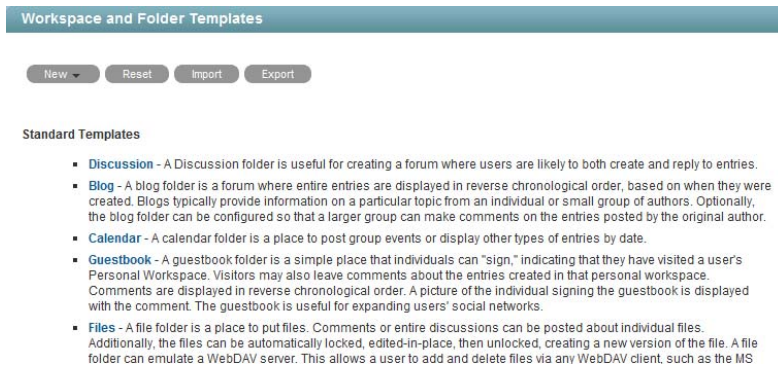 Workspace and Folder Templates
New Reset Import Export
Standard Templates
▪ Discussion - A Discussion folder is useful for creating a forum where users are likely to both create and reply to entries.
▪ Blog - A blog folder is a forum where entire entries are displayed in reverse chronological order, based on when they were
created. Blogs typically provide information on a particular topic from an individual or small group of authors. Optionally,
the blog folder can be configured so that a larger group can make comments on the entries posted by the original author.
▪ Calendar - A calendar folder is a place to post group events or display other types of entries by date.
▪ Guestbook - A guestbook folder is a simple place that individuals can "sign," indicating that they have visited a user's
Personal Workspace. Visitors may also leave comments about the entries created in that personal workspace.
Comments are displayed in reverse chronological order. A picture of the individual signing the guestbook is displayed
with the comment. The guestbook is useful for expanding users' social networks.
▪ Files - A file folder is a place to put files. Comments or entire discussions can be posted about individual files.
Additionally, the files can be automatically locked, edited-in-place, then unlocked, creating a new version of the file. A file
folder can emulate a WebDAV server. This allows a user to add and delete files via any WebDAV client, such as the MS